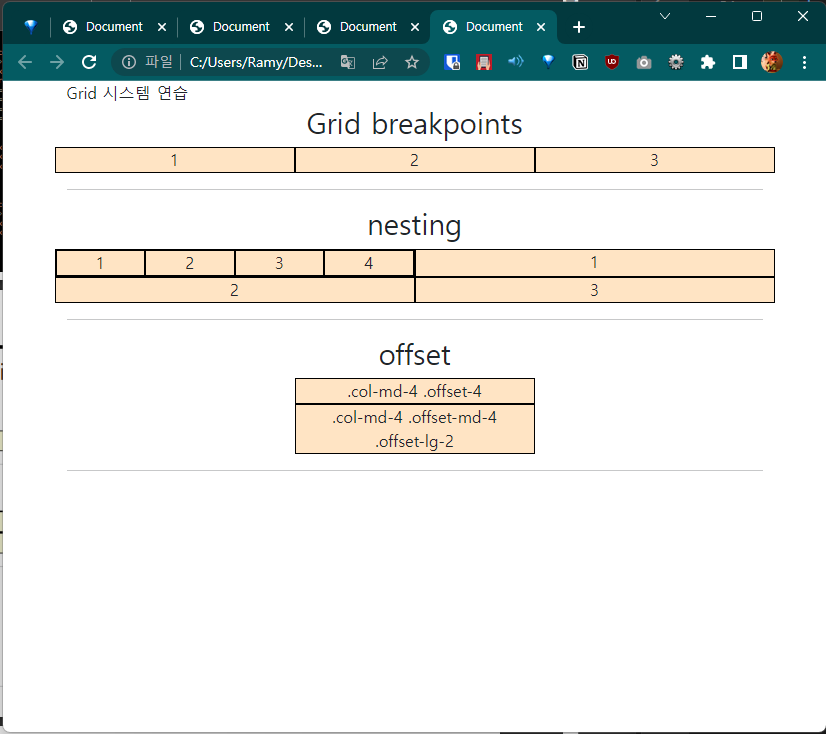 Document Document Document Document
파일 C:/Users/Ramy/Des...
Grid 시스템 연습
Grid breakpoints
1 2 3
nesting
1 2 3 4 1
2 3
offset
.col-md-4 .offset-4
.col-md-4 .offset-md-4
.offset-lg-2